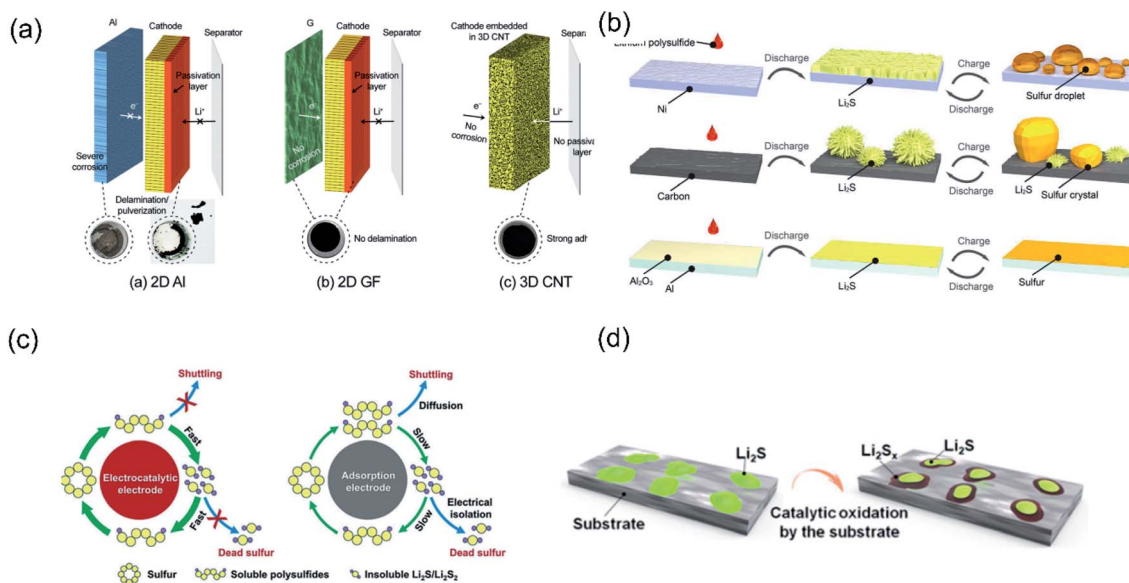 (a)
Al
Cathode
Separator
Passivation
layer
e⁻
Li⁺
Severe
corrosion
Delamination/
pulverization
(a) 2D Al
G
Cathode
Separator
Passivation
layer
e⁻
Li⁺
No corrosion
No delamination
(b) 2D GF
Cathode embedded
in 3D CNT
e⁻
No
corrosion
Li⁺
No passive
layer
Strong
(c) 3D CNT
(b)
polysulfide
Ni
Discharge
Li₂S
Charge
Discharge
Sulfur droplet
Carbon
Discharge
Li₂S
Charge
Discharge
Li₂S
Sulfur crystal
Al₂O₃
Al
Discharge
Li₂S
Charge
Discharge
Sulfur
(c)
Shuttling
Fast
Electrocatalytic
electrode
Fast
Dead sulfur
Shuttling
Diffusion
Slow
Adsorption
electrode
Electrical
isolation
Slow
Dead sulfur
Sulfur
Soluble polysulfides
Insoluble Li₂S/Li₂S₂
(d)
Li₂S
Substrate
Catalytic oxidation
by the substrate
Li₂Sₓ
Li₂S